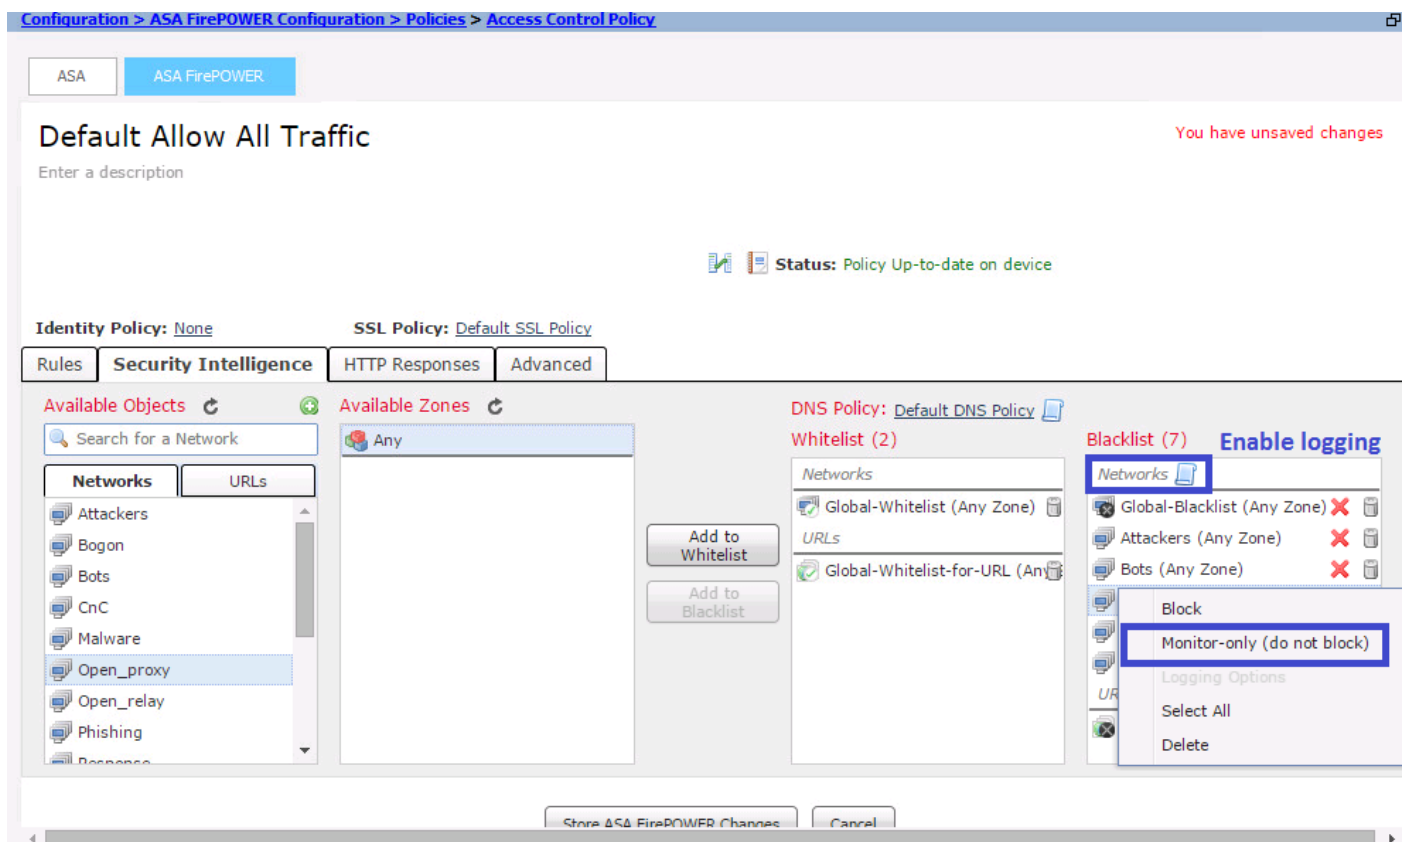 Configuration > ASA FirePOWER Configuration > Policies > Access Control Policy
ASA
ASA FirePOWER
Default Allow All Traffic
You have unsaved changes
Enter a description
Status: Policy Up-to-date on device
Identity Policy: None
SSL Policy: Default SSL Policy
Rules
Security Intelligence
HTTP Responses
Advanced
Available Objects
Search for a Network
Networks
URLs
Attackers
Bogon
Bots
CnC
Malware
Open_proxy
Open_relay
Phishing
Response
Available Zones
Any
Add to
Whitelist
Add to
Blacklist
DNS Policy: Default DNS Policy
Whitelist (2)
Networks
Global-Whitelist (Any Zone)
URLs
Global-Whitelist-for-URL (Any
Blacklist (7)
Enable logging
Networks
Global-Blacklist (Any Zone)
Attackers (Any Zone)
Bots (Any Zone)
UR
Block
Monitor-only (do not block)
Logging Options
Select All
Delete
Store ASA FirePOWER Changes
Cancel